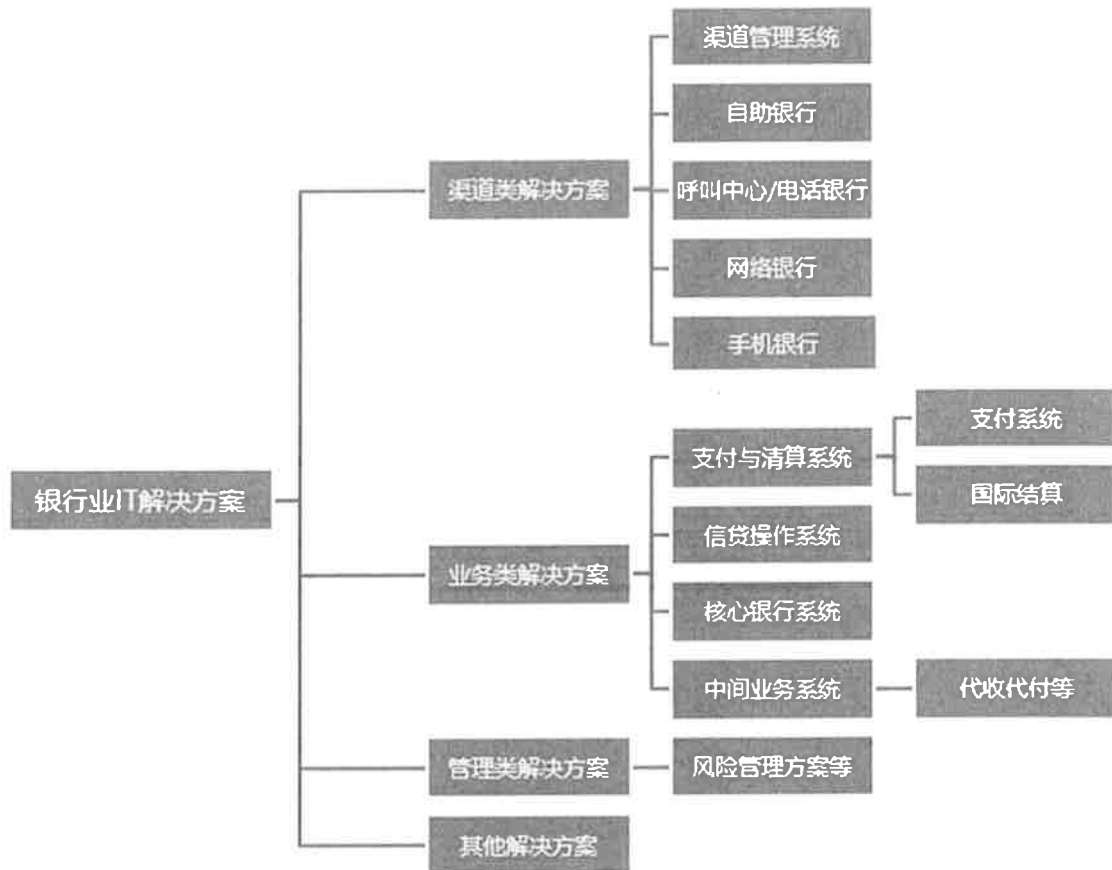 银行业IT解决方案
渠道类解决方案
渠道管理系统
自助银行
呼叫中心/电话银行
网络银行
手机银行
业务类解决方案
支付与清算系统
支付系统
国际结算
信贷操作系统
核心银行系统
中间业务系统
代收代付等
管理类解决方案
风险管理方案等
其他解决方案